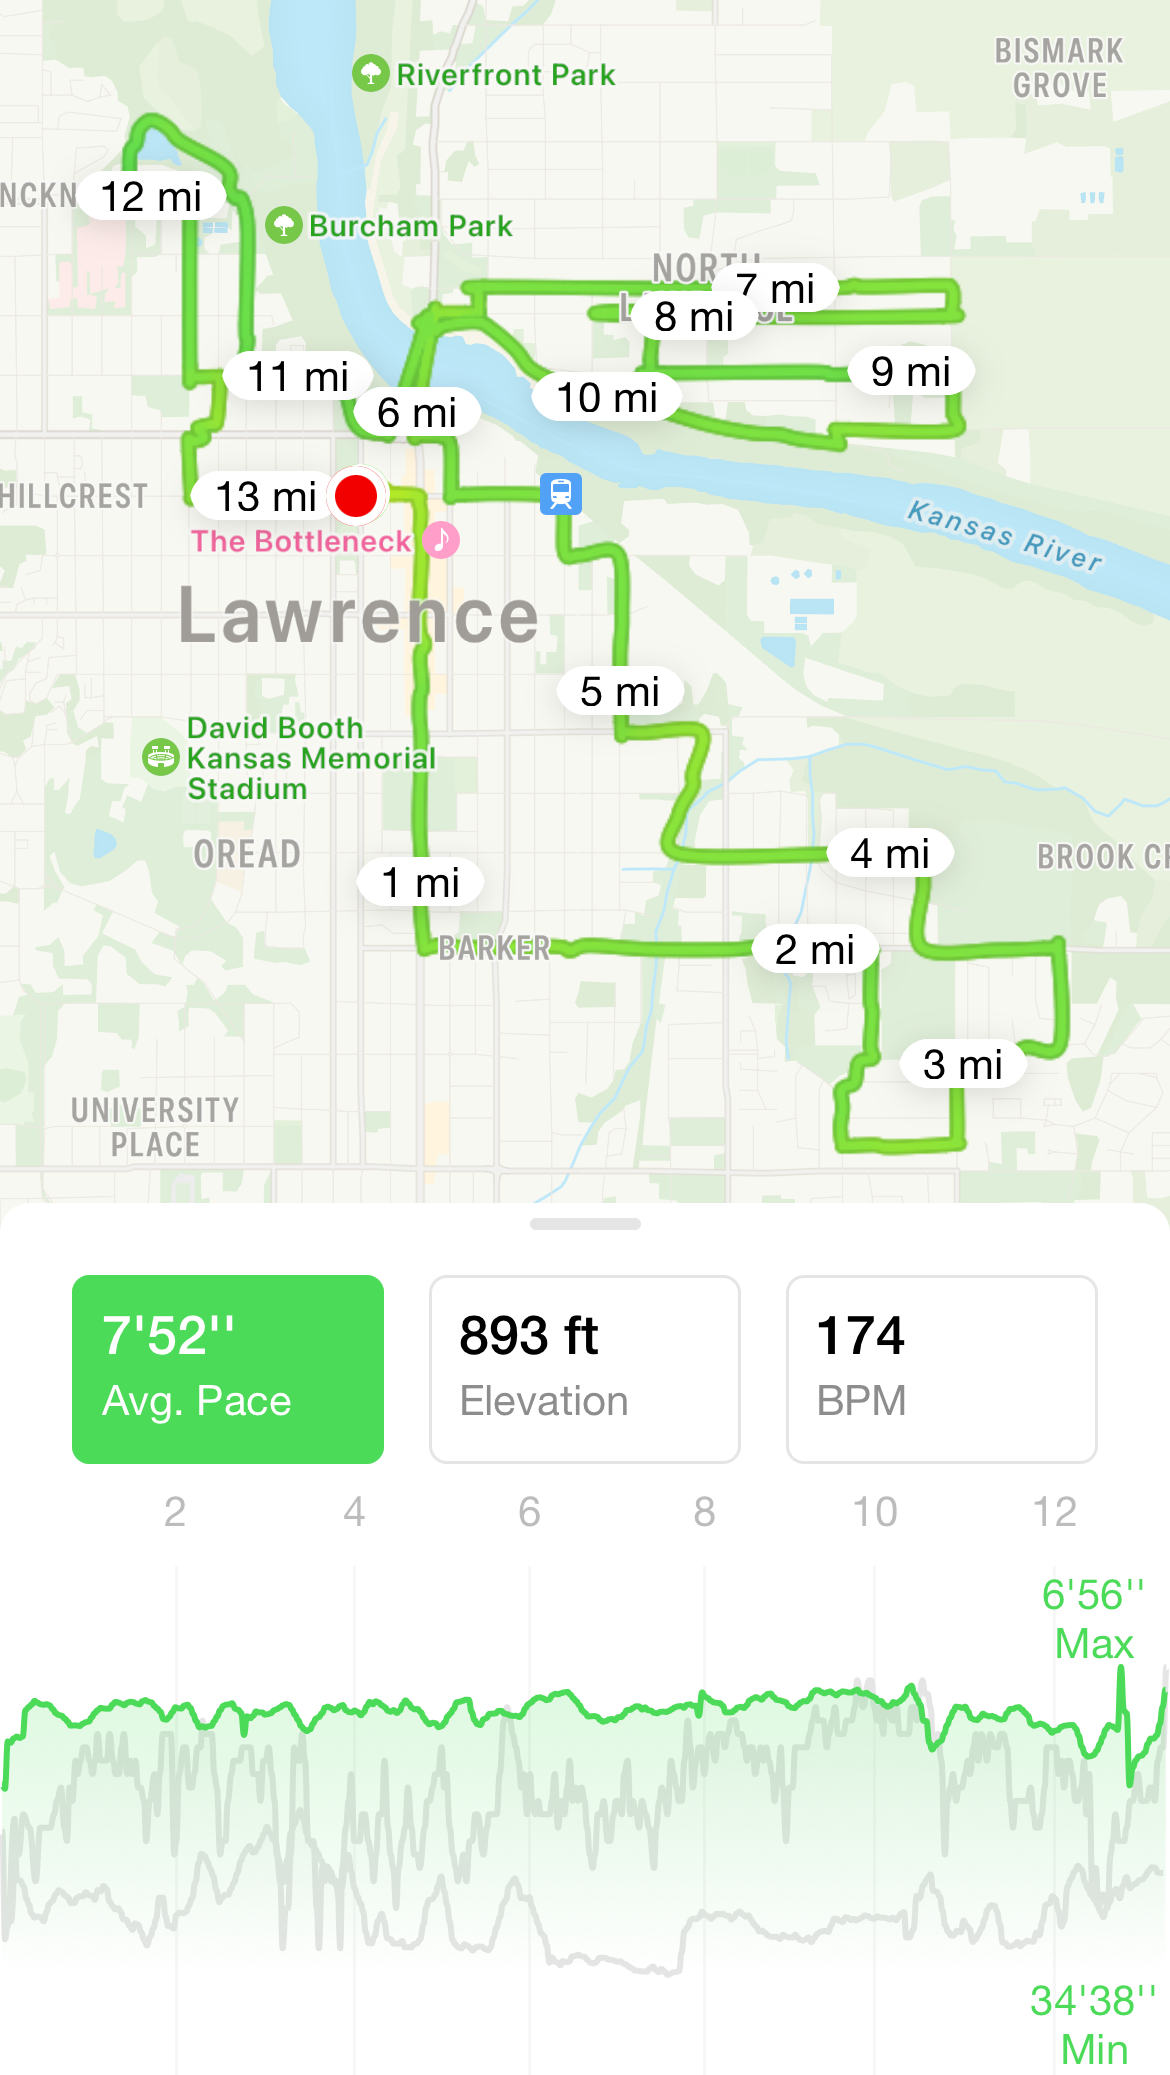 Riverfront Park
BISMARK
GROVE
NCKN
12 mi
Burcham Park
NORTH
7 mi
8 mi
11 mi
9 mi
10 mi
6 mi
HILLCREST
13 mi
Kansas River
The Bottleneck
Lawrence
5 mi
David Booth
Kansas Memorial
Stadium
OREAD
4 mi
BROOK CR
1 mi
BARKER
2 mi
3 mi
UNIVERSITY
PLACE
7'52''
Avg. Pace
893 ft
Elevation
174
BPM
2 4 6 8 10 12
6'56''
Max
34'38''
Min